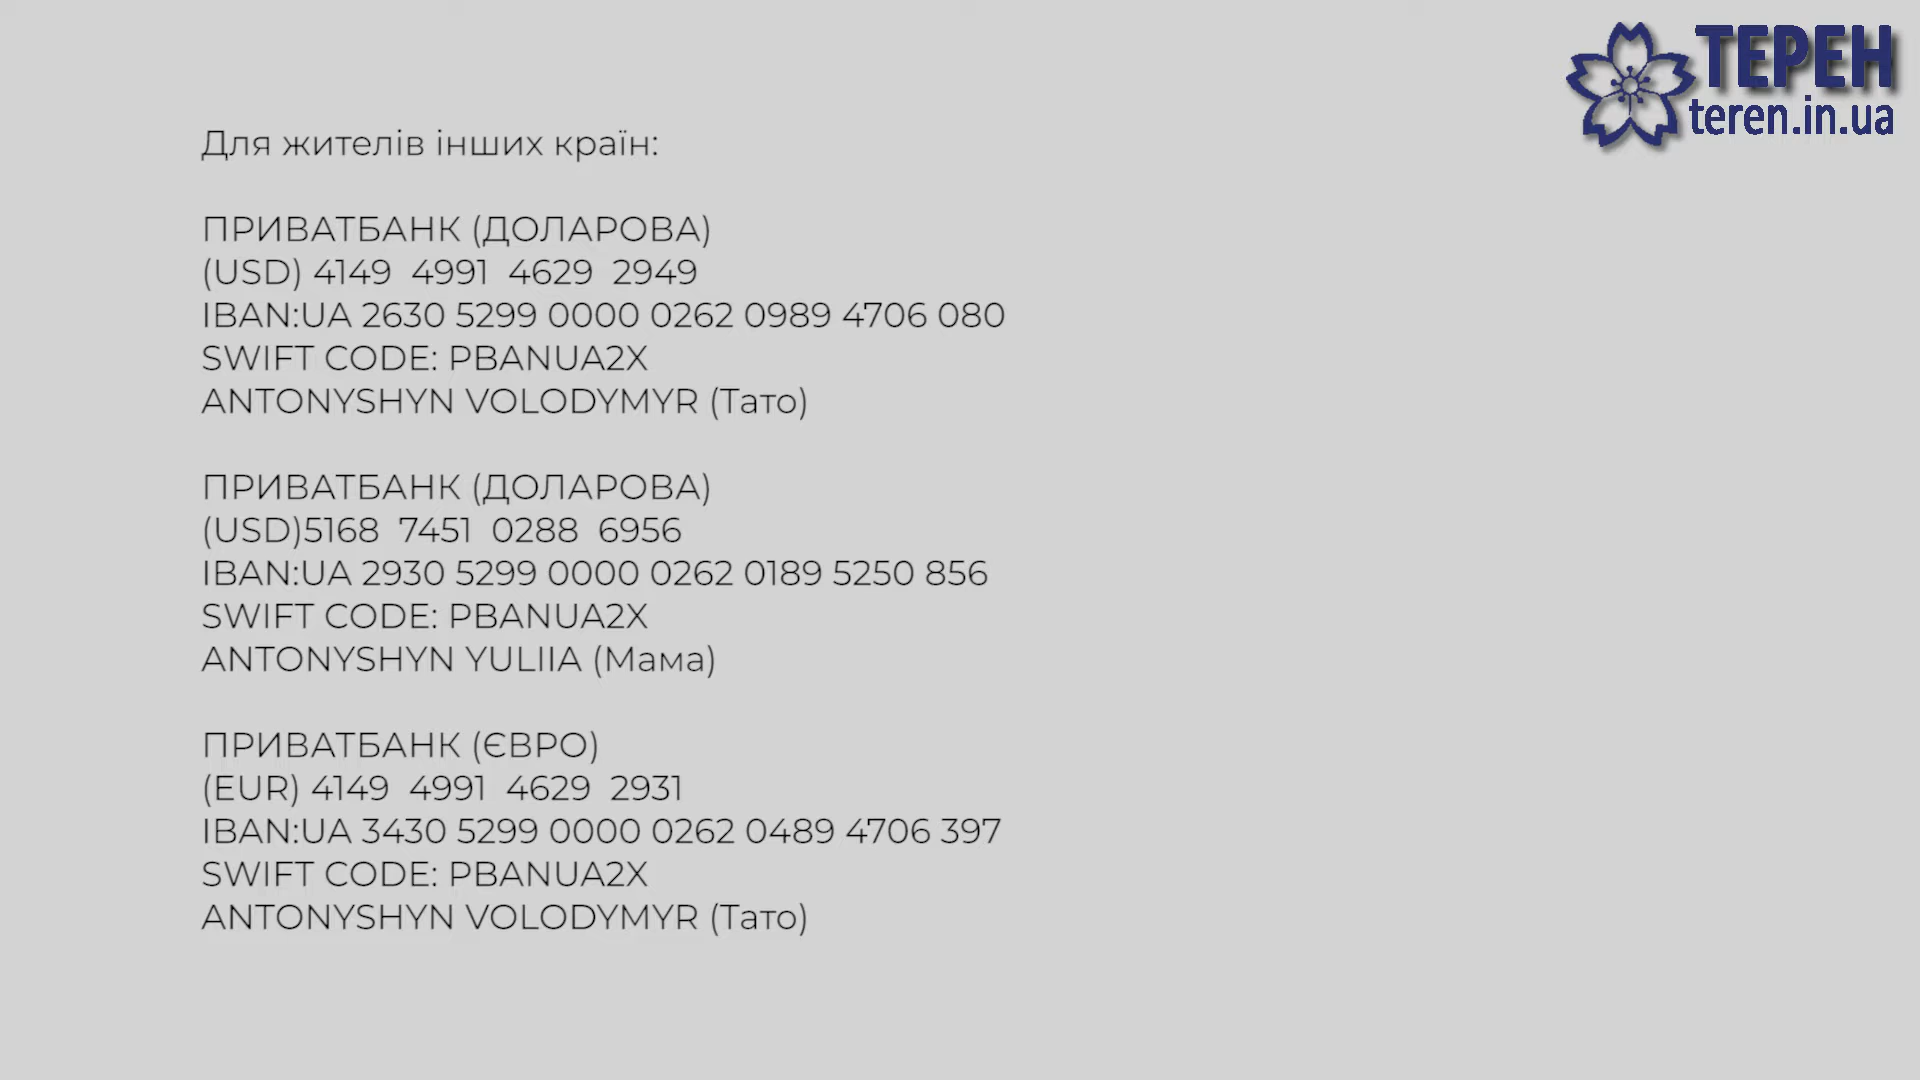 ТЕРЕН
teren.in.ua
Для жителів інших країн:
ПРИВАТБАНК (ДОЛАРОВА)
(USD) 4149 4991 4629 2949
IBAN:UA 2630 5299 0000 0262 0989 4706 080
SWIFT CODE: PBANUA2X
ANTONYSHYN VOLODYMYR (Тато)
ПРИВАТБАНК (ДОЛАРОВА)
(USD)5168 7451 0288 6956
IBAN:UA 2930 5299 0000 0262 0189 5250 856
SWIFT CODE: PBANUA2X
ANTONYSHYN YULIIA (Мама)
ПРИВАТБАНК (ЄВРО)
(EUR) 4149 4991 4629 2931
IBAN:UA 3430 5299 0000 0262 0489 4706 397
SWIFT CODE: PBANUA2X
ANTONYSHYN VOLODYMYR (Тато)